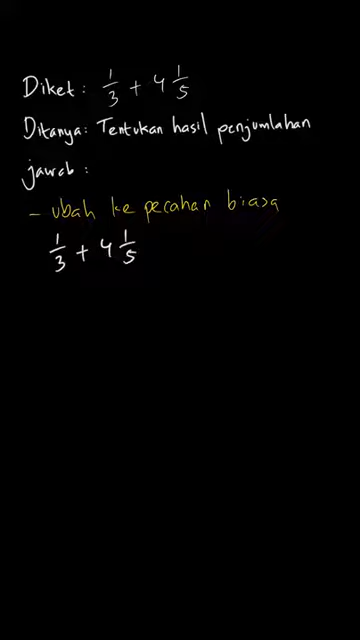 Diket : 1/3 + 4 1/5
Ditanya : Tentukan hasil penjumlahan
jawab :
- ubah ke pecahan biasa
1/3 + 4 1/5